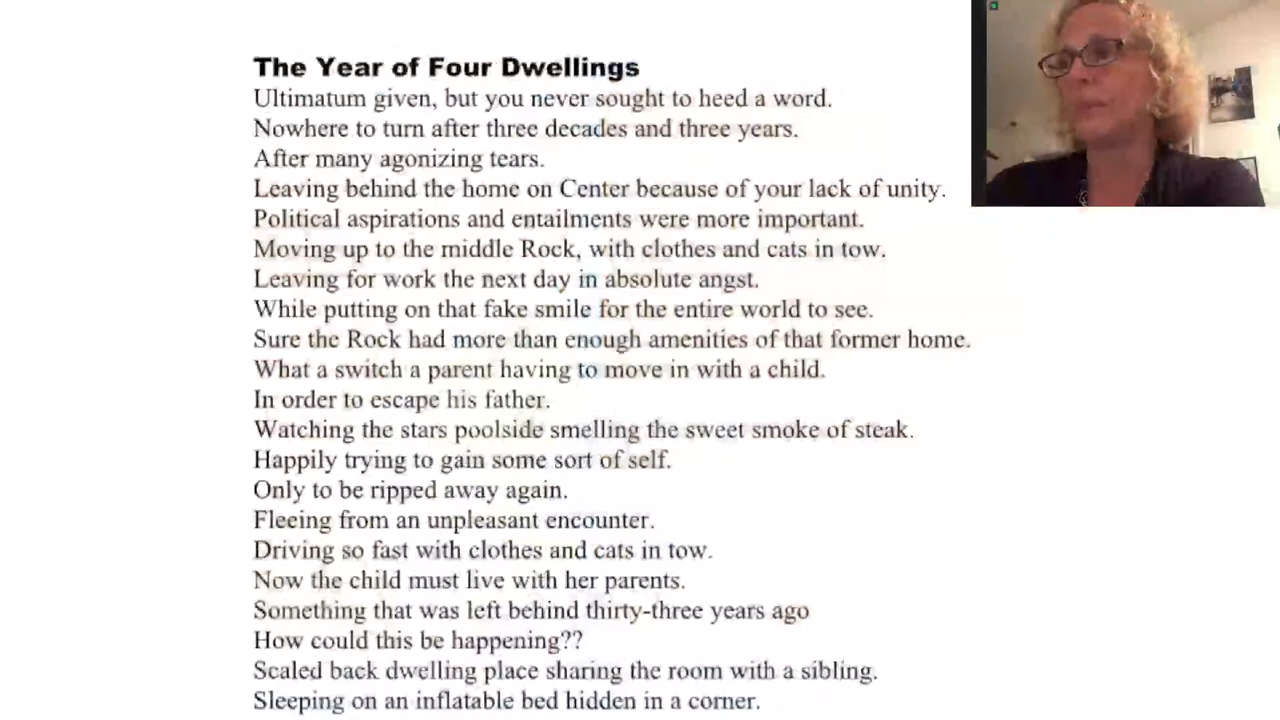 The Year of Four Dwellings
Ultimatum given, but you never sought to heed a word.
Nowhere to turn after three decades and three years.
After many agonizing tears.
Leaving behind the home on Center because of your lack of unity.
Political aspirations and entailments were more important.
Moving up to the middle Rock, with clothes and cats in tow.
Leaving for work the next day in absolute angst.
While putting on that fake smile for the entire world to see.
Sure the Rock had more than enough amenities of that former home.
What a switch a parent having to move in with a child.
In order to escape his father.
Watching the stars poolside smelling the sweet smoke of steak.
Happily trying to gain some sort of self.
Only to be ripped away again.
Fleeing from an unpleasant encounter.
Driving so fast with clothes and cats in tow.
Now the child must live with her parents.
Something that was left behind thirty-three years ago
How could this be happening??
Scaled back dwelling place sharing the room with a sibling.
Sleeping on an inflatable bed hidden in a corner.